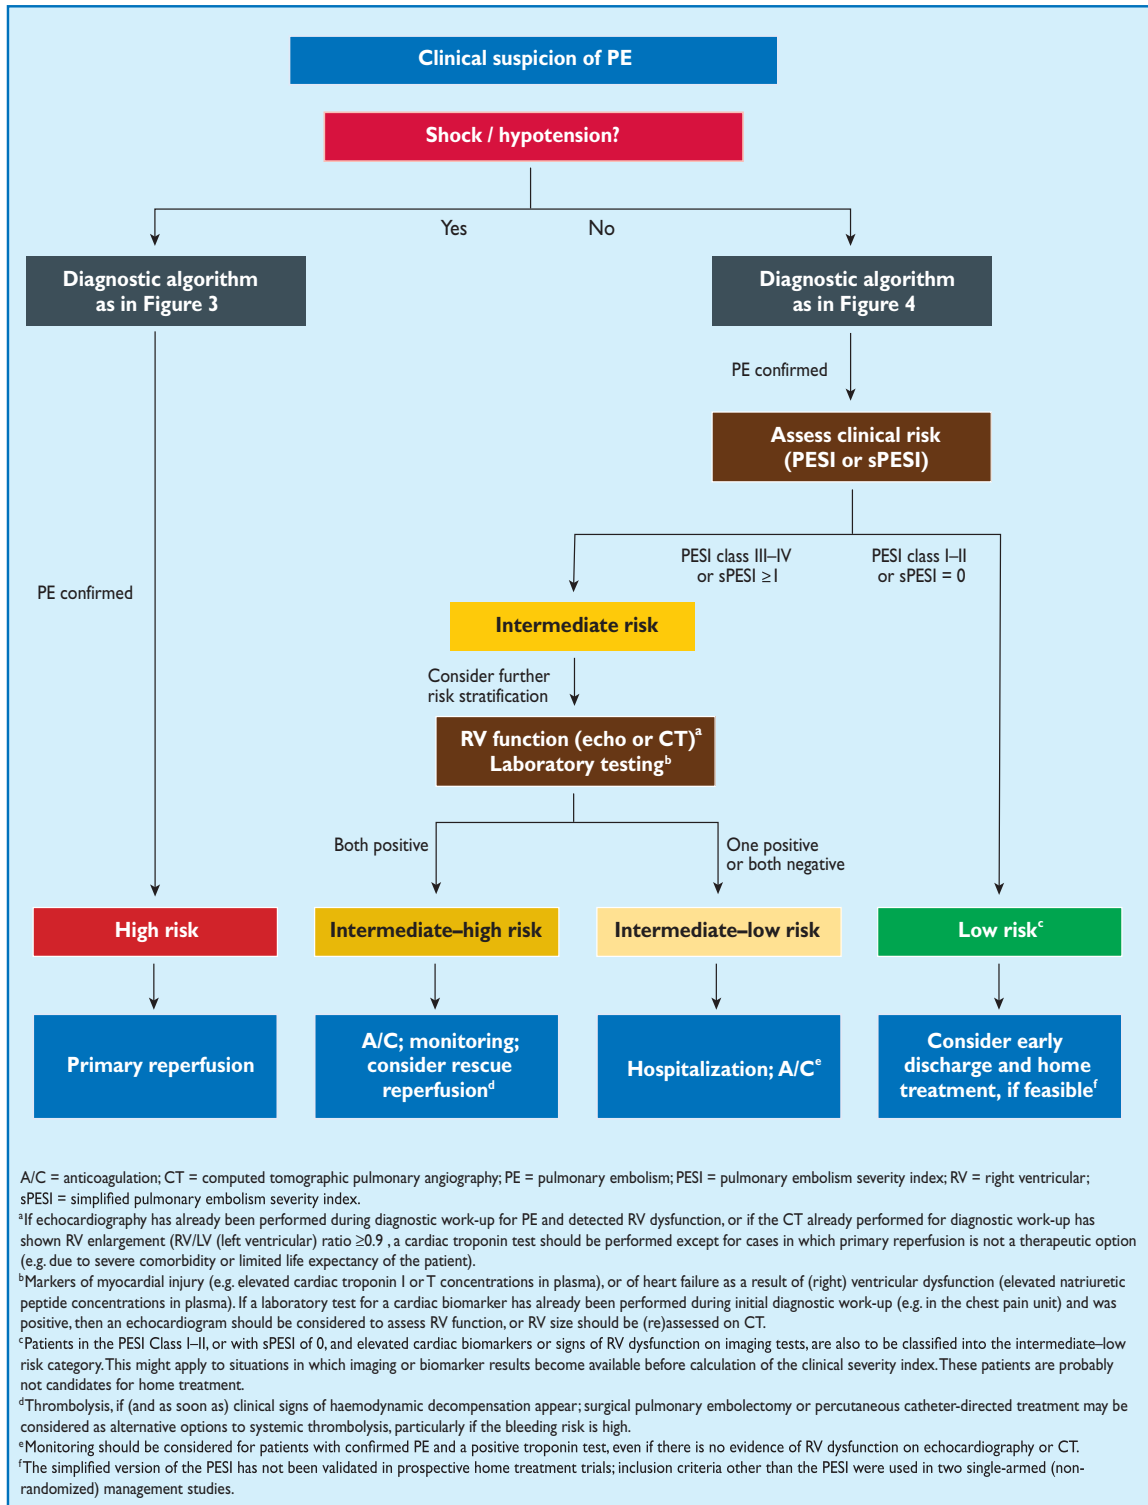 Clinical suspicion of PE
Shock / hypotension?
Yes
No
Diagnostic algorithm
as in Figure 3
Diagnostic algorithm
as in Figure 4
PE confirmed
Assess clinical risk
(PESI or sPESI)
PESI class III–IV
or sPESI ≥1
PESI class I–II
or sPESI = 0
PE confirmed
Intermediate risk
Consider further
risk stratification
RV function (echo or CT)a
Laboratory testingb
Both positive
One positive
or both negative
High risk
Intermediate–high risk
Intermediate–low risk
Low riskc
Primary reperfusion
A/C; monitoring;
consider rescue
reperfusiond
Hospitalization; A/Ce
Consider early
discharge and home
treatment, if feasiblef
A/C = anticoagulation; CT = computed tomographic pulmonary angiography; PE = pulmonary embolism; PESI = pulmonary embolism severity index; RV = right ventricular;
sPESI = simplified pulmonary embolism severity index.
aIf echocardiography has already been performed during diagnostic work-up for PE and detected RV dysfunction, or if the CT already performed for diagnostic work-up has
shown RV enlargement (RV/LV (left ventricular) ratio ≥0.9 , a cardiac troponin test should be performed except for cases in which primary reperfusion is not a therapeutic option
(e.g. due to severe comorbidity or limited life expectancy of the patient).
bMarkers of myocardial injury (e.g. elevated cardiac troponin I or T concentrations in plasma), or of heart failure as a result of (right) ventricular dysfunction (elevated natriuretic
peptide concentrations in plasma). If a laboratory test for a cardiac biomarker has already been performed during initial diagnostic work-up (e.g. in the chest pain unit) and was
positive, then an echocardiogram should be considered to assess RV function, or RV size should be (re)assessed on CT.
cPatients in the PESI Class I–II, or with sPESI of 0, and elevated cardiac biomarkers or signs of RV dysfunction on imaging tests, are also to be classified into the intermediate–low
risk category. This might apply to situations in which imaging or biomarker results become available before calculation of the clinical severity index. These patients are probably
not candidates for home treatment.
dThrombolysis, if (and as soon as) clinical signs of haemodynamic decompensation appear; surgical pulmonary embolectomy or percutaneous catheter-directed treatment may be
considered as alternative options to systemic thrombolysis, particularly if the bleeding risk is high.
eMonitoring should be considered for patients with confirmed PE and a positive troponin test, even if there is no evidence of RV dysfunction on echocardiography or CT.
fThe simplified version of the PESI has not been validated in prospective home treatment trials; inclusion criteria other than the PESI were used in two single-armed (non-
randomized) management studies.